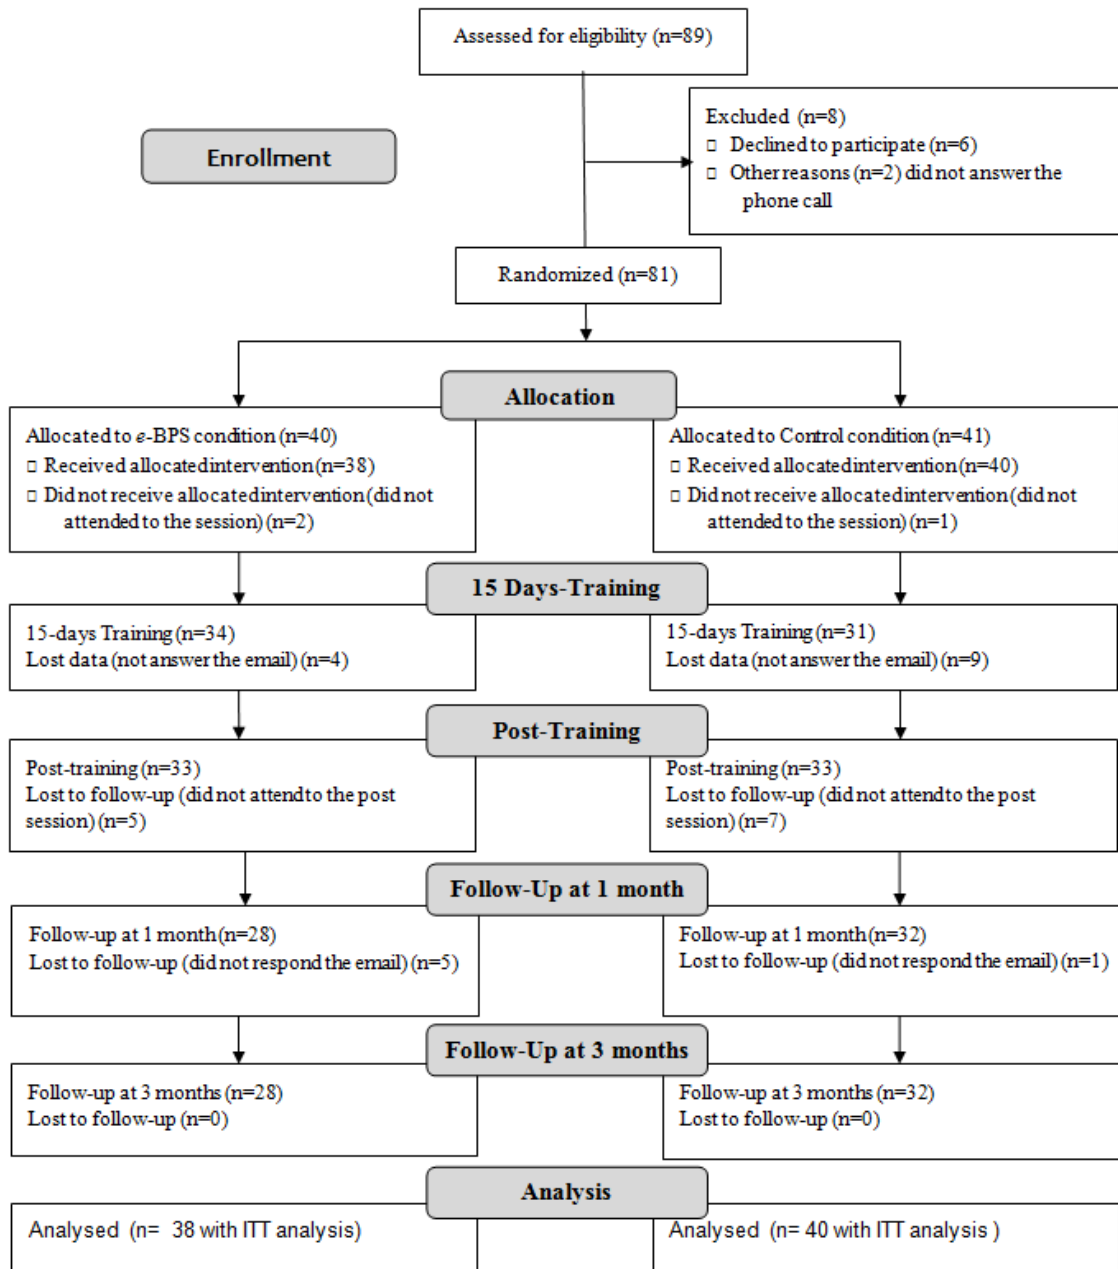 Assessed for eligibility (n=89)
Excluded (n=8)
□ Declined to participate (n=6)
□ Other reasons (n=2) did not answer the
phone call
Enrollment
Randomized (n=81)
Allocation
Allocated to e-BPS condition (n=40)
□ Received allocated intervention (n=38)
□ Did not receive allocated intervention (did not
attended to the session) (n=2)
Allocated to Control condition (n=41)
□ Received allocated intervention (n=40)
□ Did not receive allocated intervention (did not
attended to the session) (n=1)
15 Days-Training
15-days Training (n=34)
Lost data (not answer the email) (n=4)
15-days Training (n=31)
Lost data (not answer the email) (n=9)
Post-Training
Post-training (n=33)
Lost to follow-up (did not attend to the post
session) (n=5)
Post-training (n=33)
Lost to follow-up (did not attend to the post
session) (n=7)
Follow-Up at 1 month
Follow-up at 1 month (n=28)
Lost to follow-up (did not respond the email) (n=5)
Follow-up at 1 month (n=32)
Lost to follow-up (did not respond the email) (n=1)
Follow-Up at 3 months
Follow-up at 3 months (n=28)
Lost to follow-up (n=0)
Follow-up at 3 months (n=32)
Lost to follow-up (n=0)
Analysis
Analysed (n= 38 with ITT analysis)
Analysed (n= 40 with ITT analysis )